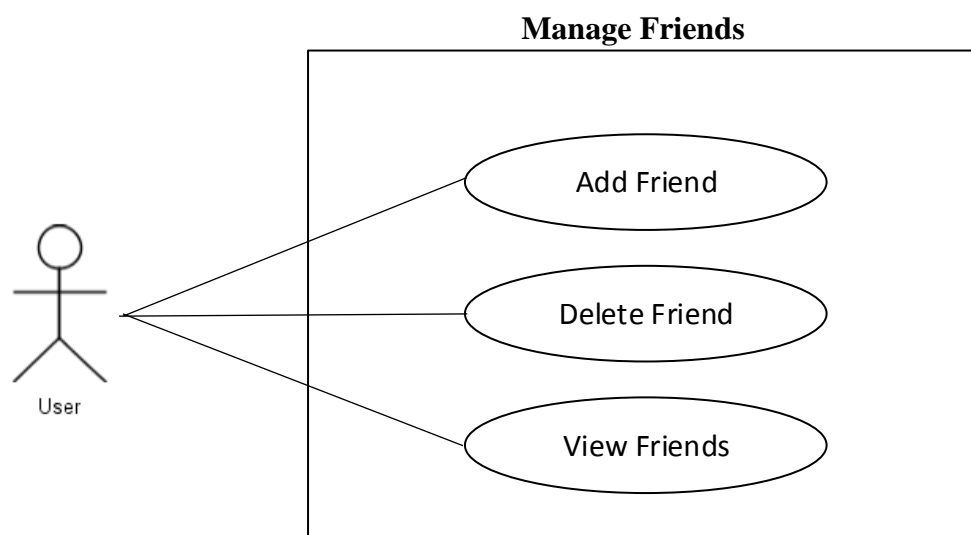 Manage Friends
Add Friend
Delete Friend
User
View Friends